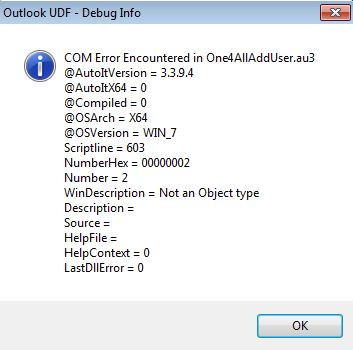 Outlook UDF - Debug Info
COM Error Encountered in One4AllAddUser.au3
@AutoItVersion = 3.3.9.4
@AutoItX64 = 0
@Compiled = 0
@OSArch = X64
@OSVersion = WIN_7
Scriptline = 603
NumberHex = 00000002
Number = 2
WinDescription = Not an Object type
Description =
Source =
HelpFile =
HelpContext = 0
LastDllError = 0
OK